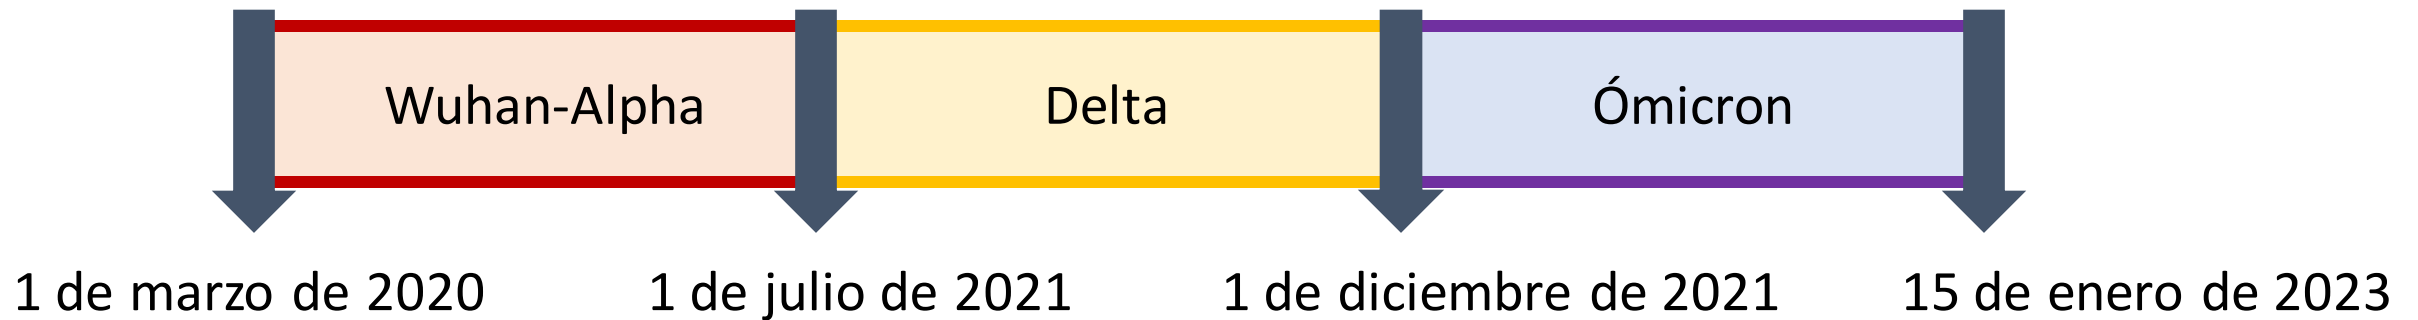 Wuhan-Alpha Delta Ómicron
1 de marzo de 2020 1 de julio de 2021 1 de diciembre de 2021 15 de enero de 2023